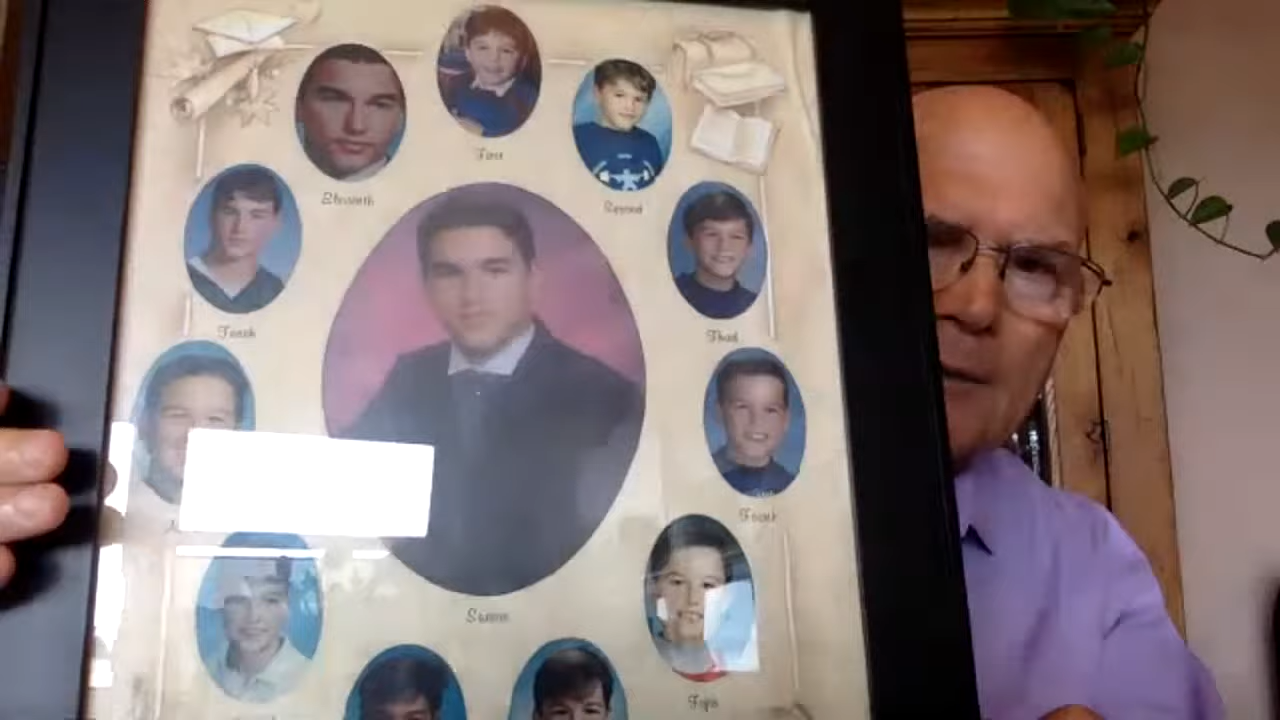 First
Eleventh
Second
Tenth
Third
Fourth
Senior
Fifth